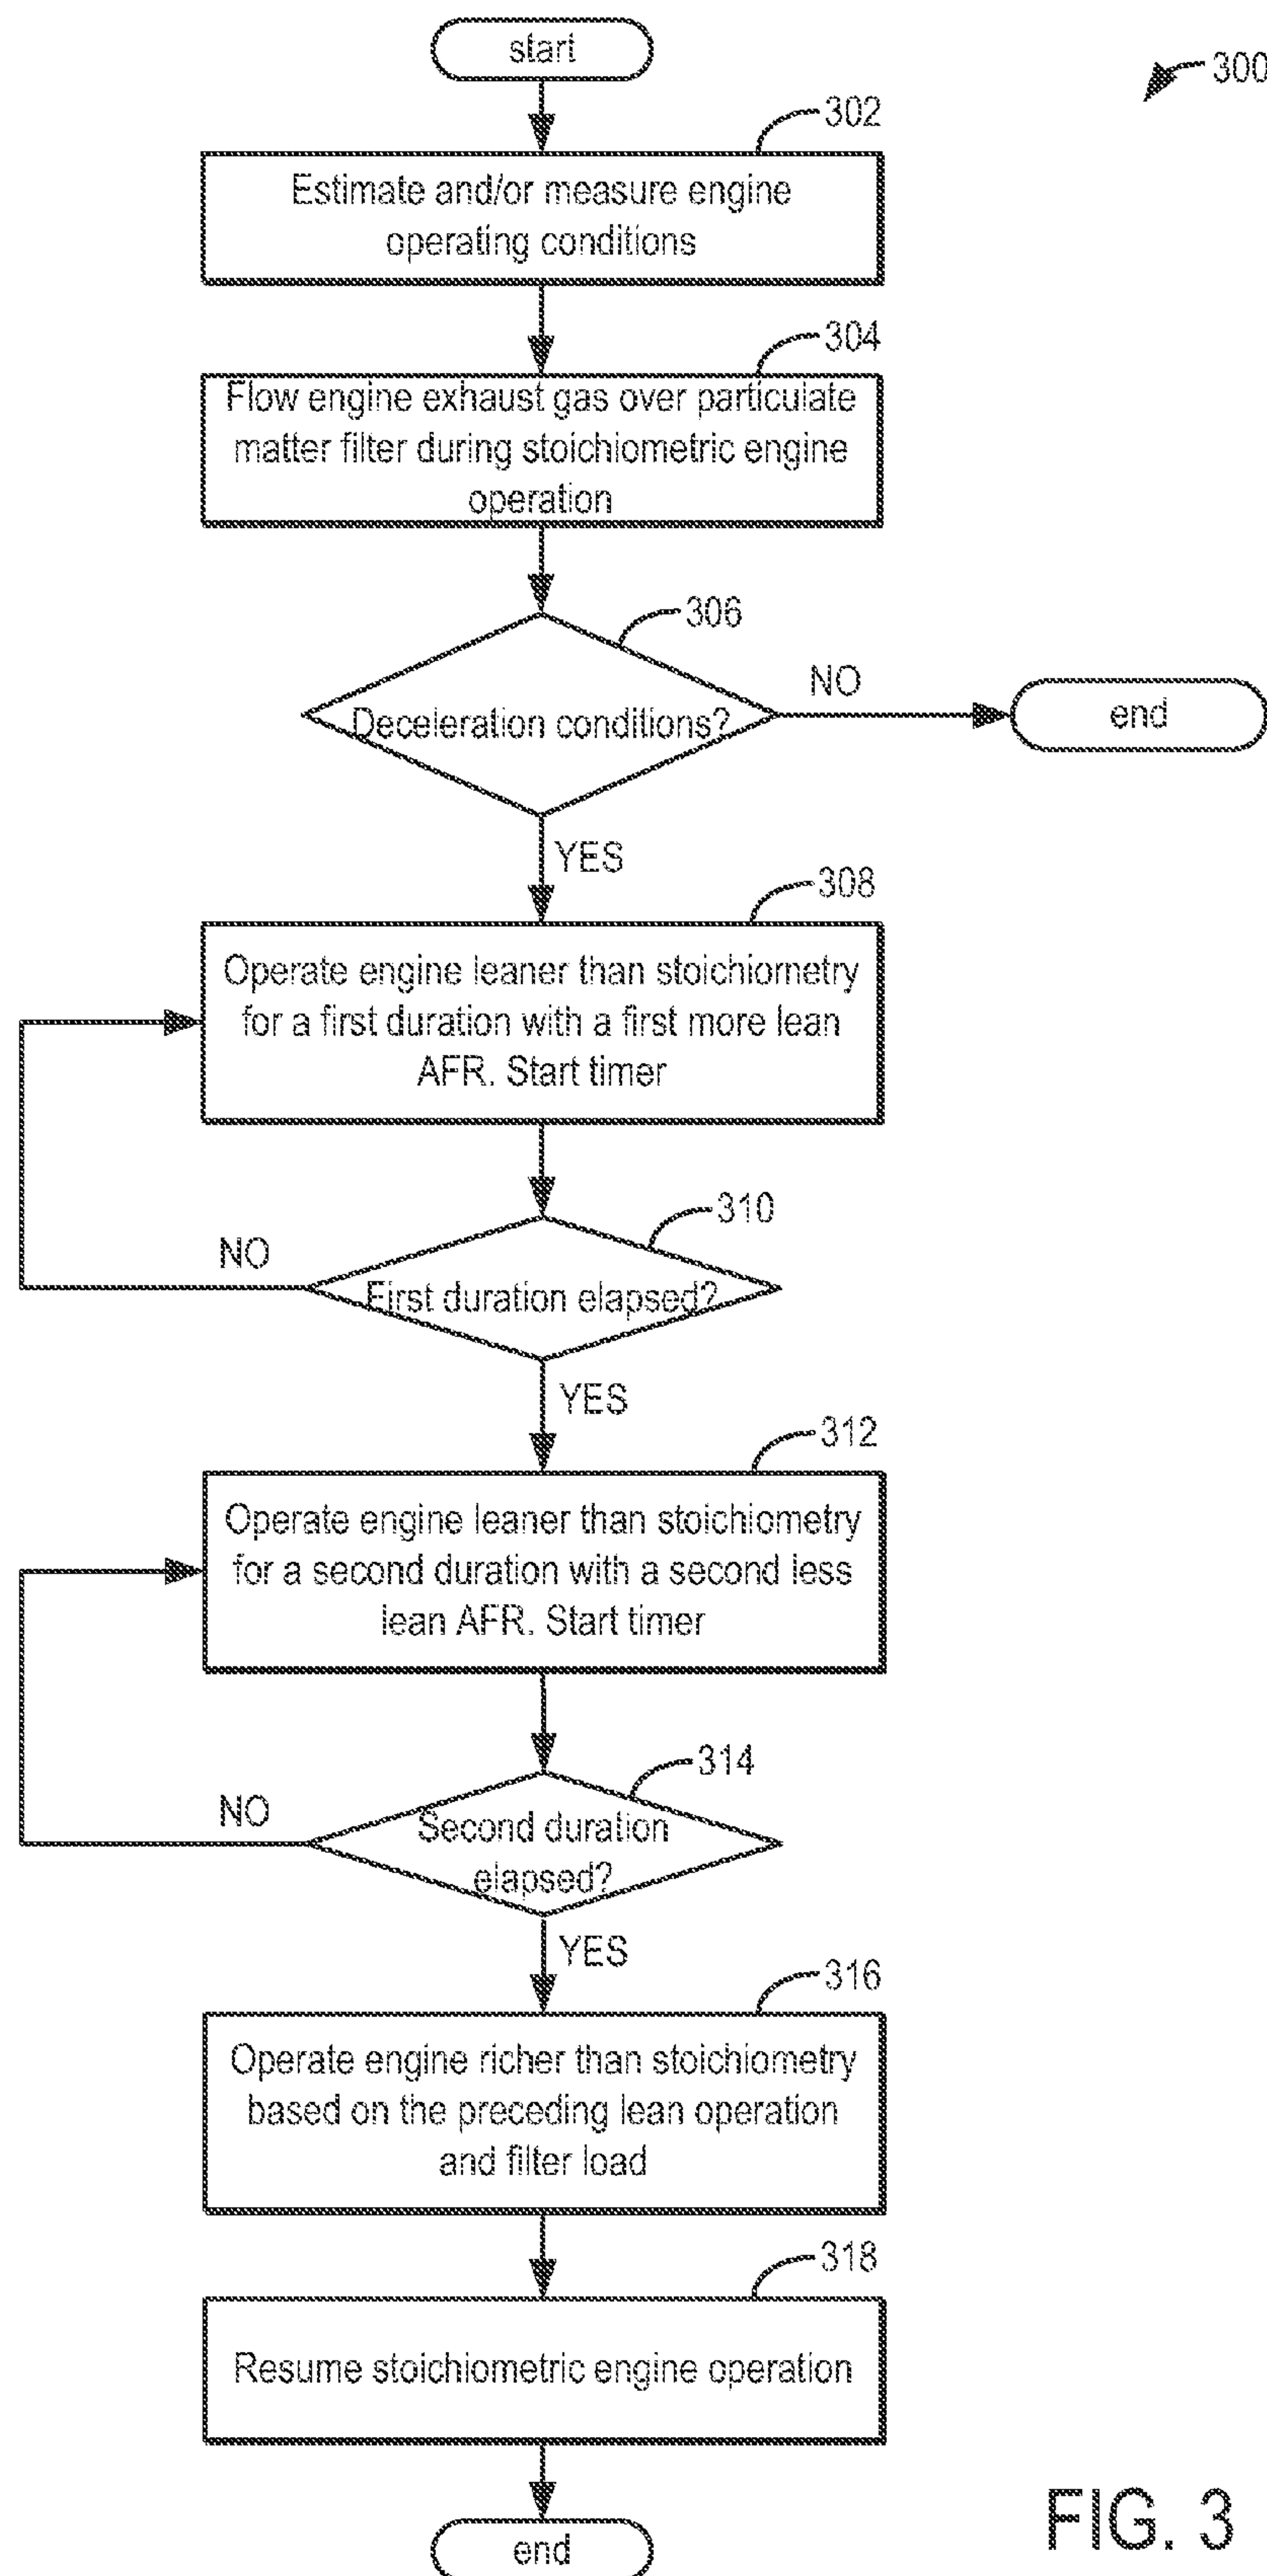 start
300
302
Estimate and/or measure engine
operating conditions
304
Flow engine exhaust gas over particulate
matter filter during stoichiometric engine
operation
306
Deceleration conditions?
NO
end
YES
308
Operate engine leaner than stoichiometry
for a first duration with a first more lean
AFR. Start timer
310
NO
First duration elapsed?
YES
312
Operate engine leaner than stoichiometry
for a second duration with a second less
lean AFR. Start timer
314
NO
Second duration
elapsed?
YES
316
Operate engine richer than stoichiometry
based on the preceding lean operation
and filter load
318
Resume stoichiometric engine operation
end
FIG. 3